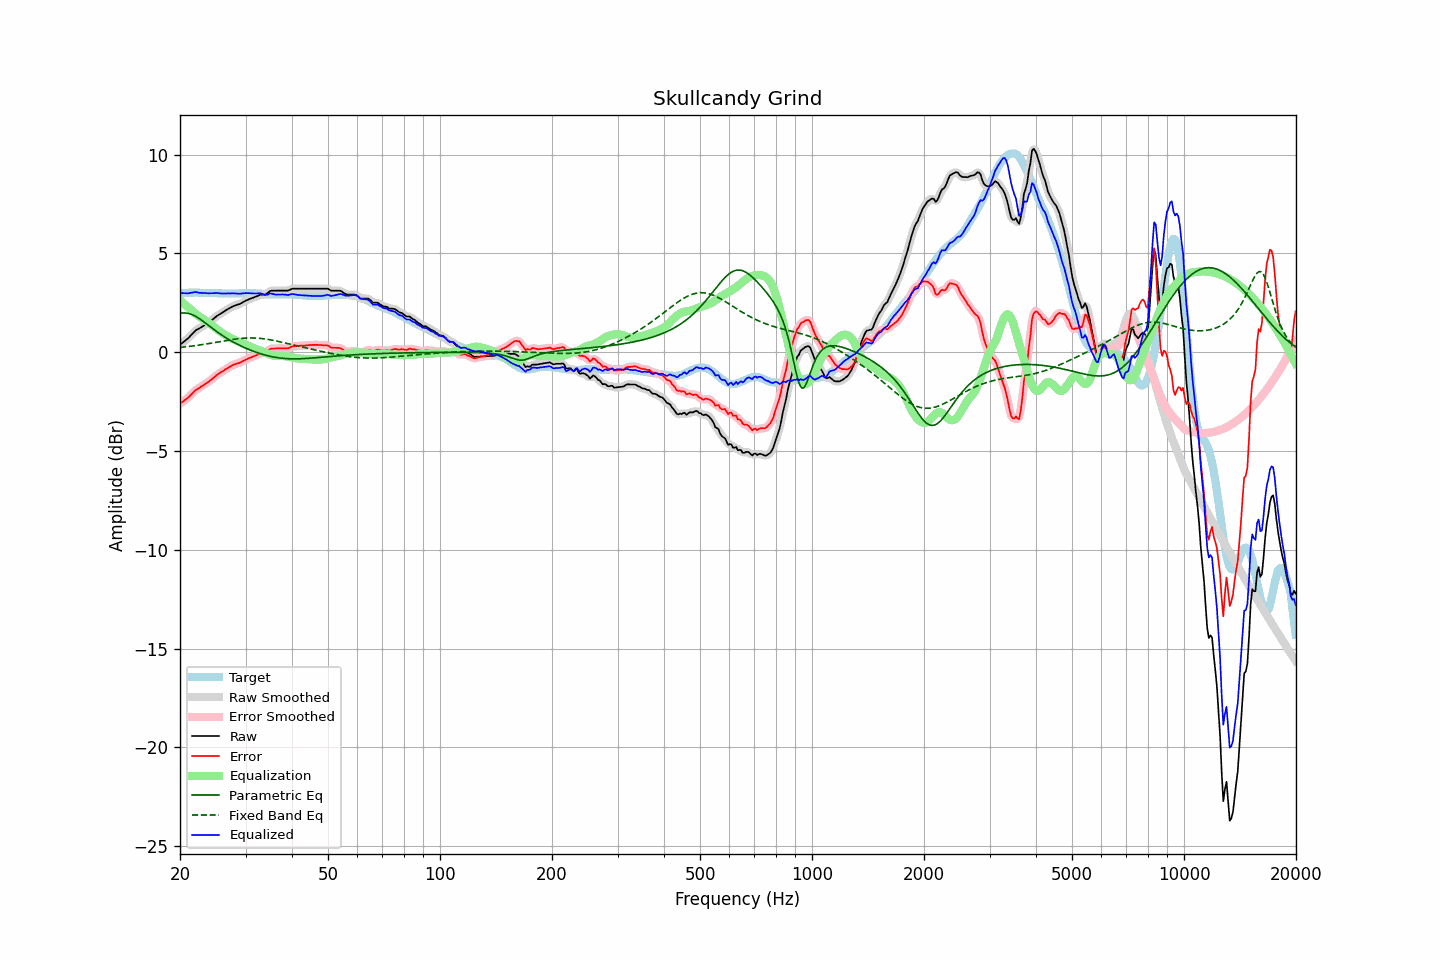 Skullcandy Grind
Amplitude (dBr)
10
5
0
−5
−10
−15
−20
−25
Target
Raw Smoothed
Error Smoothed
Raw
Error
Equalization
Parametric Eq
Fixed Band Eq
Equalized
20 50 100 200 500 1000 2000 5000 10000 20000
Frequency (Hz)